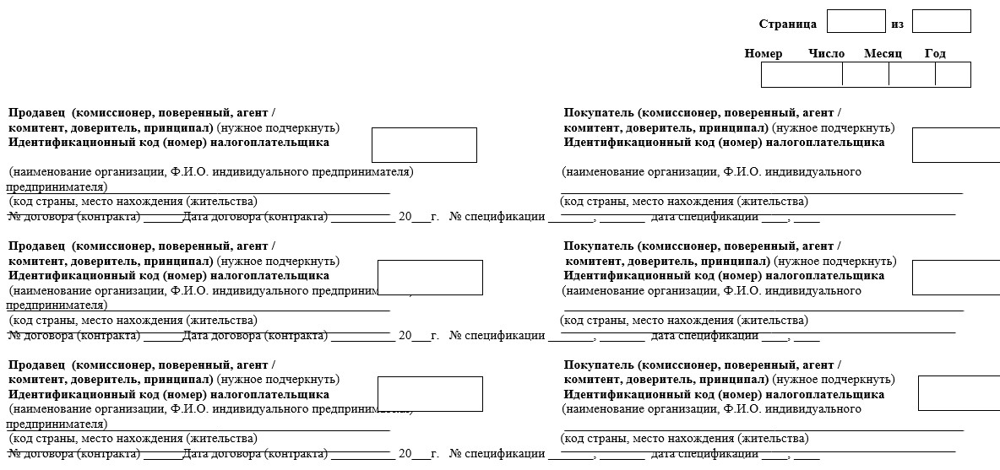 Страница из
Номер Число Месяц Год
Продавец (комиссионер, поверенный, агент / Покупатель (комиссионер, поверенный, агент /
комитент, доверитель, принципал) (нужное подчеркнуть) комитент, доверитель, принципал) (нужное подчеркнуть)
Идентификационный код (номер) налогоплательщика Идентификационный код (номер) налогоплательщика
(наименование организации, Ф.И.О. индивидуального предпринимателя) (наименование организации, Ф.И.О. индивидуального
предпринимателя)
(код страны, место нахождения (жительства) (код страны, место нахождения (жительства)
№ договора (контракта) ______Дата договора (контракта) __________ 20___г. № спецификации _______, _______ дата спецификации ____, ____
Продавец (комиссионер, поверенный, агент / Покупатель (комиссионер, поверенный, агент /
комитент, доверитель, принципал) (нужное подчеркнуть) комитент, доверитель, принципал) (нужное подчеркнуть)
Идентификационный код (номер) налогоплательщика Идентификационный код (номер) налогоплательщика
(наименование организации, Ф.И.О. индивидуального (наименование организации, Ф.И.О. индивидуального
предпринимателя)
(код страны, место нахождения (жительства) (код страны, место нахождения (жительства)
№ договора (контракта) ______Дата договора (контракта) __________ 20___г. № спецификации _______, _______ дата спецификации ____, ____
Продавец (комиссионер, поверенный, агент / Покупатель (комиссионер, поверенный, агент /
комитент, доверитель, принципал) (нужное подчеркнуть) комитент, доверитель, принципал) (нужное подчеркнуть)
Идентификационный код (номер) налогоплательщика Идентификационный код (номер) налогоплательщика
(наименование организации, Ф.И.О. индивидуального (наименование организации, Ф.И.О. индивидуального
предпринимателя)
(код страны, место нахождения (жительства) (код страны, место нахождения (жительства)
№ договора (контракта) ______Дата договора (контракта) __________ 20___г. № спецификации _______, _______ дата спецификации ____, ____